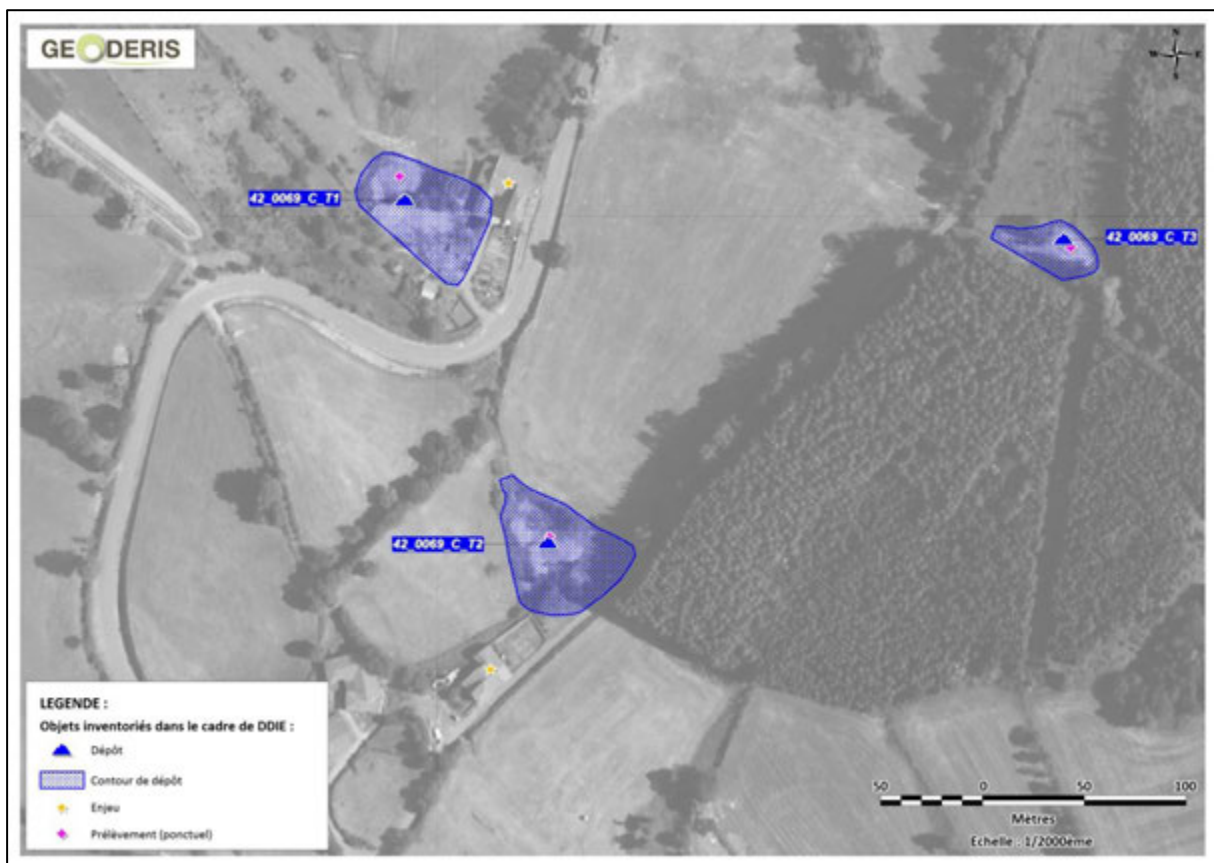 GEODERIS
N
W E
S
42_0069_C_T1
42_0069_C_T3
42_0069_C_T2
LEGENDE :
Objets inventoriés dans le cadre de DDIE :
Dépôt
Contour de dépôt
Enjeu
Prélèvement (ponctuel)
50 0 50 100
Mètres
Echelle : 1/2000ème